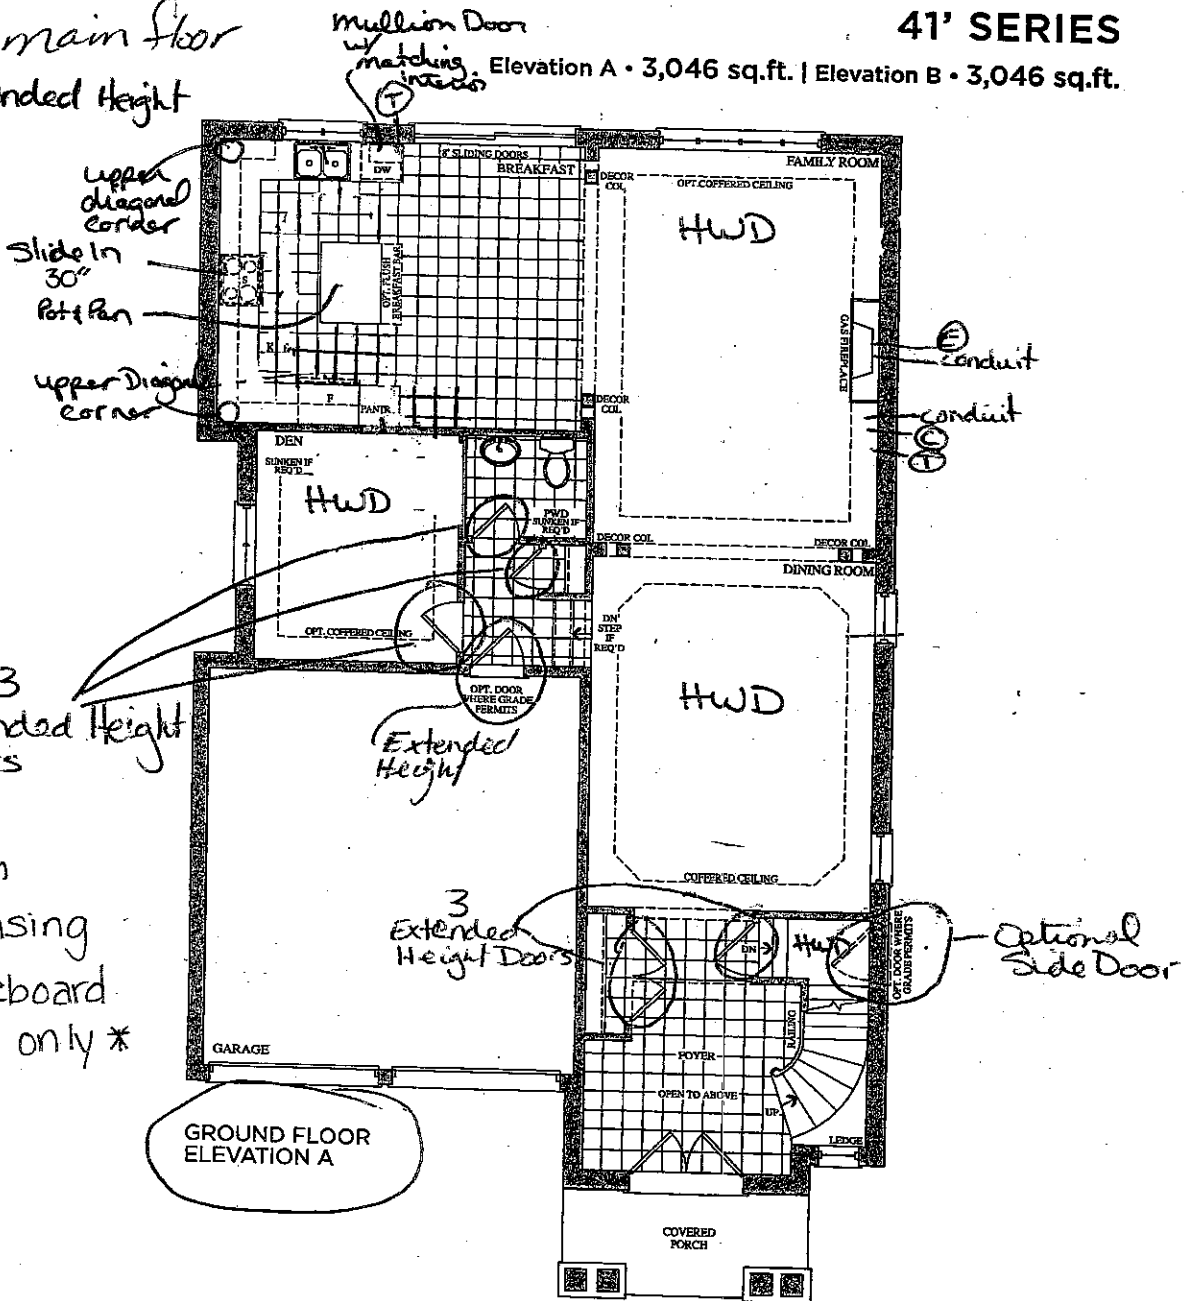 main floor
nded Height
mullion Door
w/
matching
interior
T
41' SERIES
Elevation A • 3,046 sq.ft. | Elevation B • 3,046 sq.ft.
upper
diagonal
corner
Slide In
30"
Pot & Pan
upper Diagonal
corner
DW
8' SLIDING DOORS
BREAKFAST
OPT. FLUSH
BREAKFAST BAR
S
F
PANTR.
DECOR
COL
FAMILY ROOM
OPT.COFFERED CEILING
HWD
GAS FIREPLACE
E
conduit
conduit
C
T
DECOR
COL
DEN
SUNKEN IF
REQ'D
HWD
OPT. COFFERED CEILING
PWD
SUNKEN IF
REQ'D
DECOR COL
DECOR COL
DINING ROOM
DN
STEP
IF
REQ'D
HWD
COFFERED CEILING
OPT. DOOR
WHERE GRADE
PERMITS
Extended
Height
3
nded Height
rs
n
sing
eboard
only *
3
Extended
Height Doors
DN
HWD
OPT. DOOR WHERE
GRADE PERMITS
Optional
Side Door
RAILING
FOYER
OPEN TO ABOVE
UP
LEDGE
GARAGE
GROUND FLOOR
ELEVATION A
COVERED
PORCH